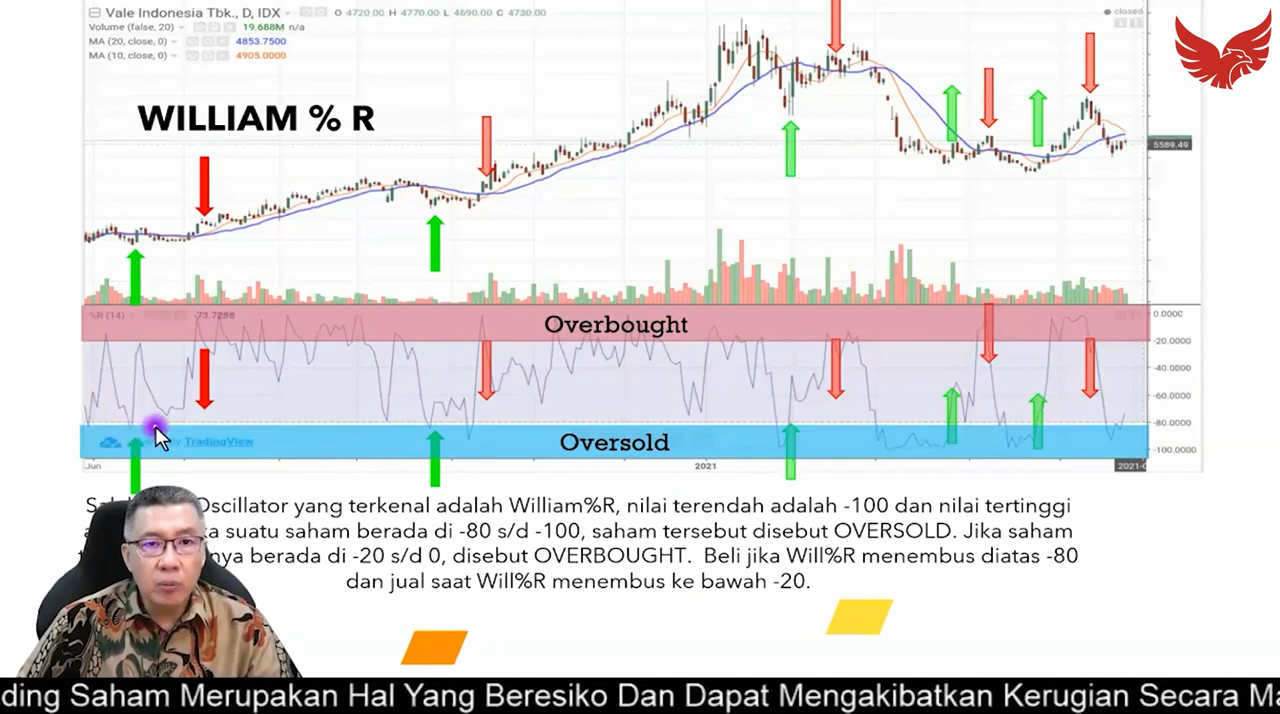 Vale Indonesia Tbk., D, IDX
O 4720.00 H 4770.00 L 4690.00 C 4730.00
closed
Volume (false, 20)
19.688M n/a
MA (20, close, 0)
4853.7500
MA (10, close, 0)
4905.0000
WILLIAM % R
5589.49
%R (14)
-73.7288
Overbought
0.0000
-20.0000
-40.0000
-60.0000
-80.0000
-100.0000
by TradingView
Oversold
Jun
2021
Oscillator yang terkenal adalah William%R, nilai terendah adalah -100 dan nilai tertinggi
suatu saham berada di -80 s/d -100, saham tersebut disebut OVERSOLD. Jika saham
berada di -20 s/d 0, disebut OVERBOUGHT. Beli jika Will%R menembus diatas -80
dan jual saat Will%R menembus ke bawah -20.
ding Saham Merupakan Hal Yang Beresiko Dan Dapat Mengakibatkan Kerugian Secara Ma